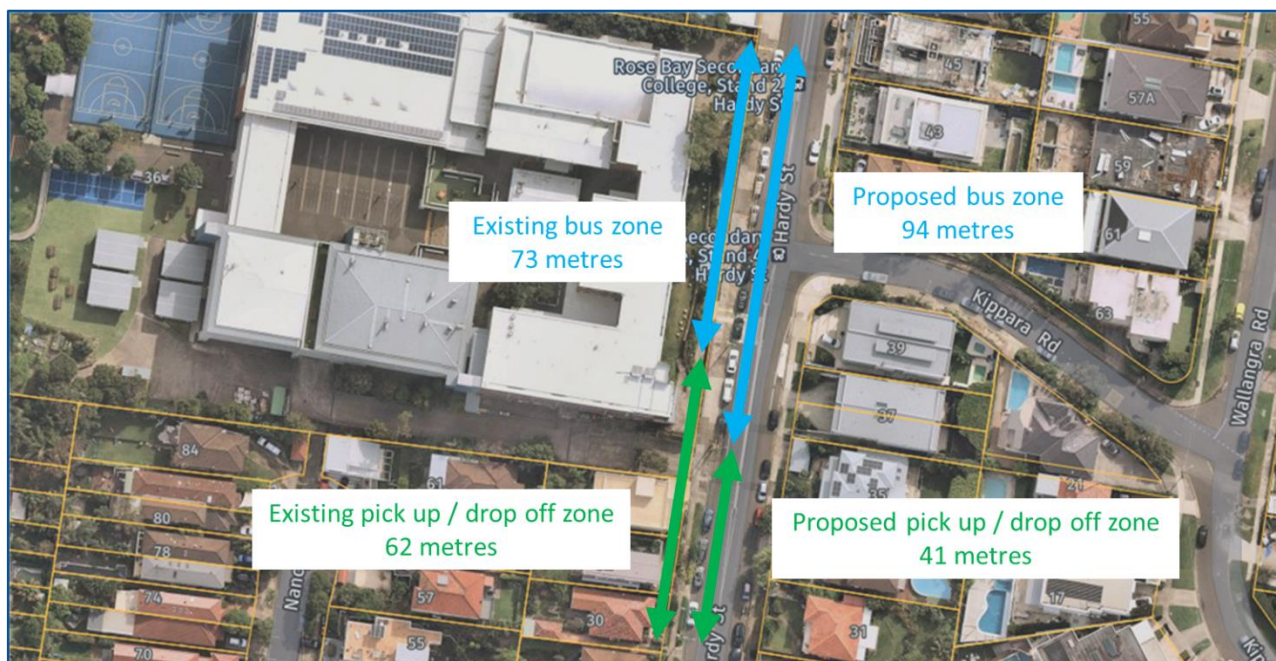 55
45
Rose Bay Secondary
College, Stand 2
Hardy St
57A
43
59
36
Existing bus zone
73 metres
Proposed bus zone
94 metres
Hardy St
61
Secondary
Stand
Hardy St
Kippara Rd
63
39
Wallangra Rd
37
84
61
35
21
80
Existing pick up / drop off zone
62 metres
Proposed pick up / drop off zone
41 metres
78
74
57
17
30
31
55
70